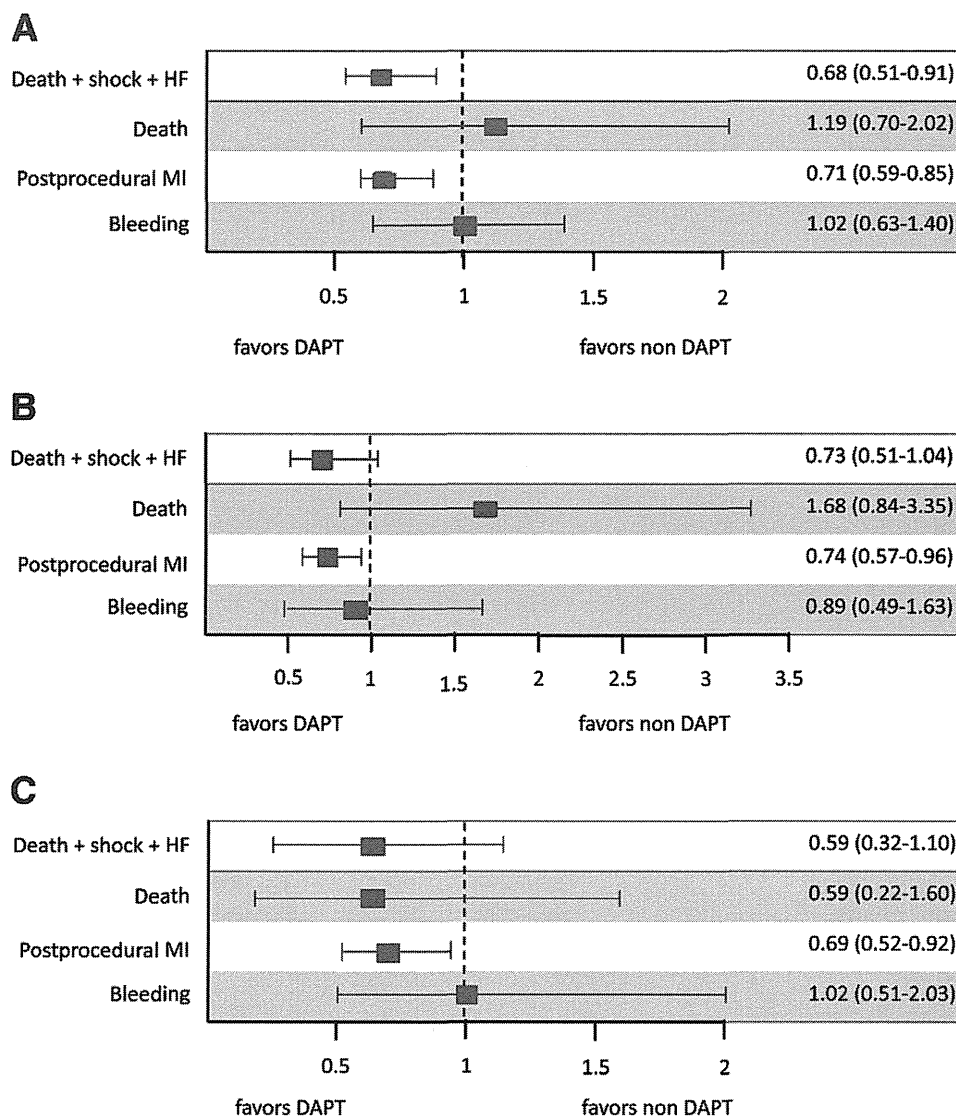 A
Death + shock + HF 0.68 (0.51-0.91)
Death 1.19 (0.70-2.02)
Postprocedural MI 0.71 (0.59-0.85)
Bleeding 1.02 (0.63-1.40)
0.5 1 1.5 2
favors DAPT favors non DAPT
B
Death + shock + HF 0.73 (0.51-1.04)
Death 1.68 (0.84-3.35)
Postprocedural MI 0.74 (0.57-0.96)
Bleeding 0.89 (0.49-1.63)
0.5 1 1.5 2 2.5 3 3.5
favors DAPT favors non DAPT
C
Death + shock + HF 0.59 (0.32-1.10)
Death 0.59 (0.22-1.60)
Postprocedural MI 0.69 (0.52-0.92)
Bleeding 1.02 (0.51-2.03)
0.5 1 1.5 2
favors DAPT favors non DAPT